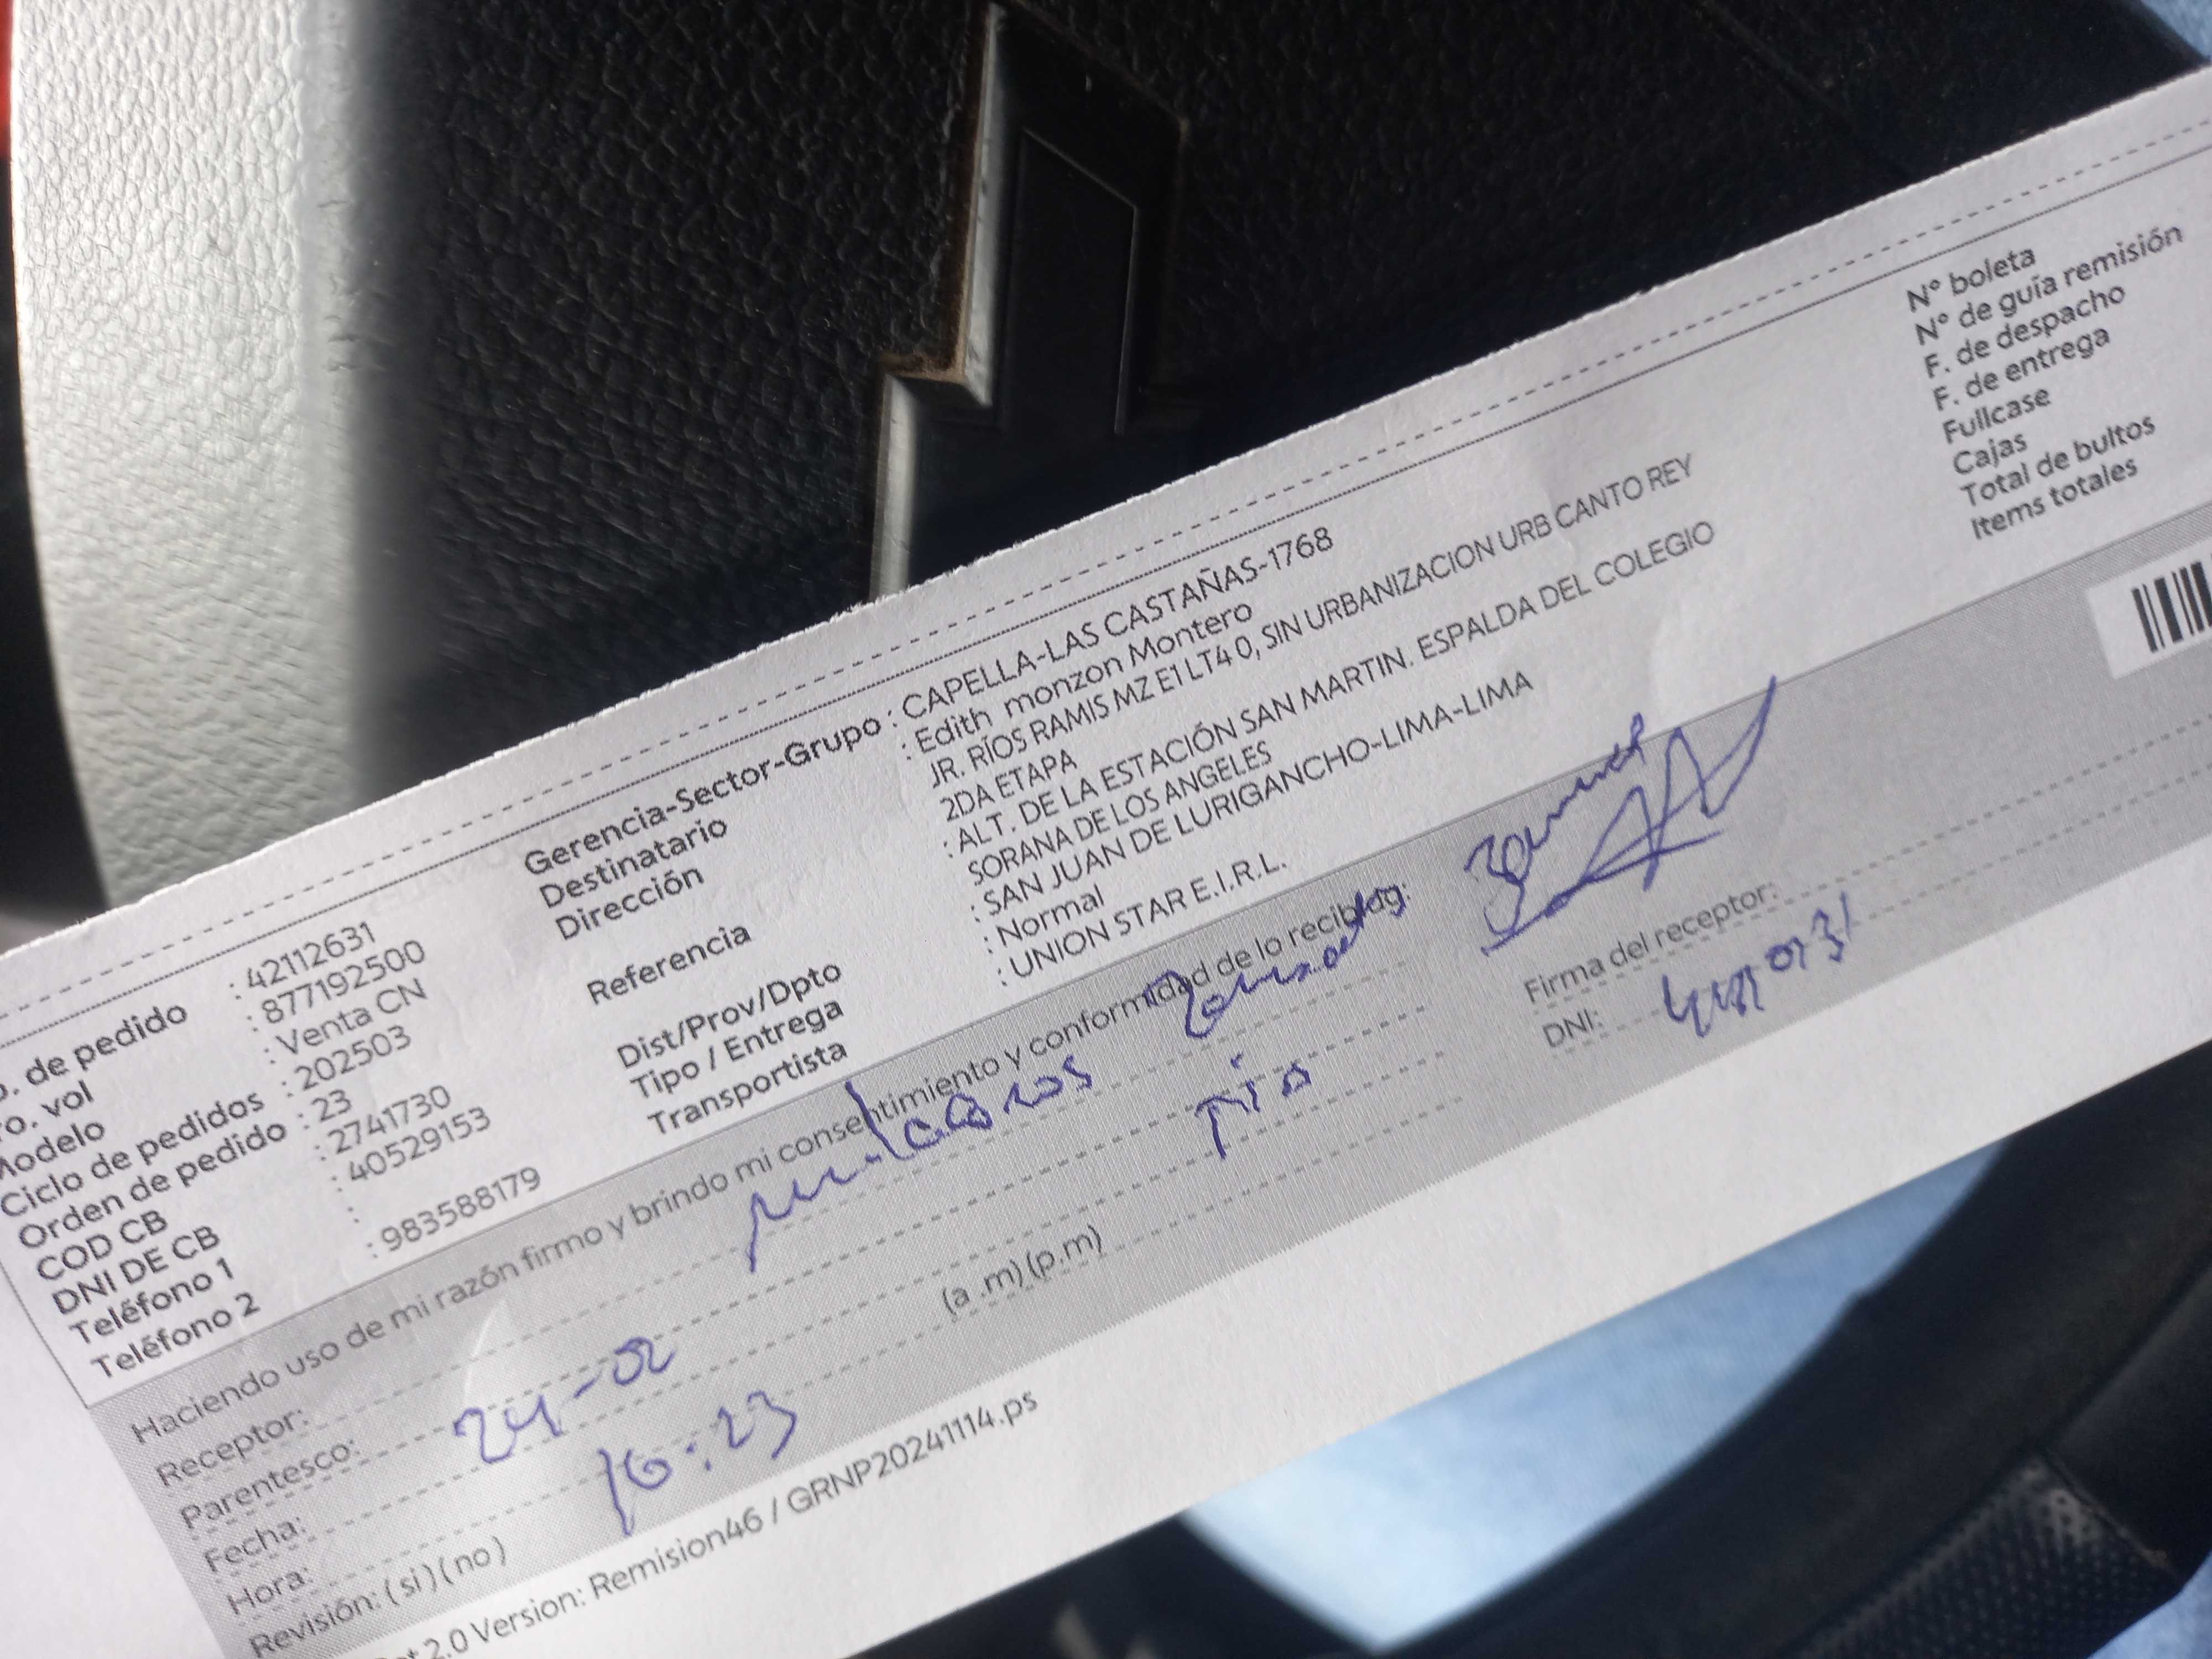 . de pedido : 42112631
ro. vol : 877192500
Modelo : Venta CN
Ciclo de pedidos : 202503
Orden de pedido : 23
COD CB : 2741730
DNI DE CB : 40529153
Teléfono 1 :
Teléfono 2 : 983588179
Gerencia-Sector-Grupo : CAPELLA-LAS CASTAÑAS-1768
Destinatario : Edith monzon Montero
Dirección JR. RÍOS RAMIS MZ E1 LT4 0, SIN URBANIZACION URB CANTO REY
2DA ETAPA
Referencia : ALT. DE LA ESTACIÓN SAN MARTIN. ESPALDA DEL COLEGIO
SORANA DE LOS ANGELES
Dist/Prov/Dpto : SAN JUAN DE LURIGANCHO-LIMA-LIMA
Tipo / Entrega : Normal
Transportista : UNION STAR E.I.R.L.
N° boleta
N° de guía remisión
F. de despacho
F. de entrega
Fullcase
Cajas
Total de bultos
Items totales
Haciendo uso de mi razón firmo y brindo mi consentimiento y conformidad de lo recibido:
Receptor: milagros
Parentesco:
Fecha: 24-02
Hora: 16:23 (a .m) (p.m)
Revisión: ( si ) ( no )
Firma del receptor:
DNI:
2.0 Version: Remision46 / GRNP20241114.ps